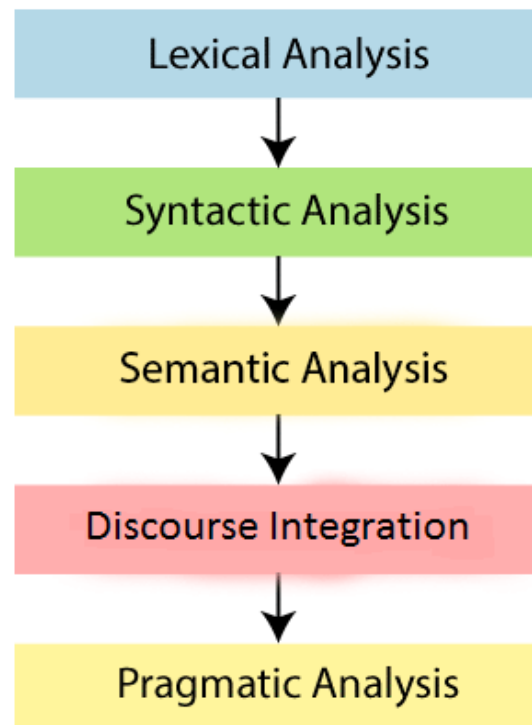 Lexical Analysis
Syntactic Analysis
Semantic Analysis
Discourse Integration
Pragmatic Analysis